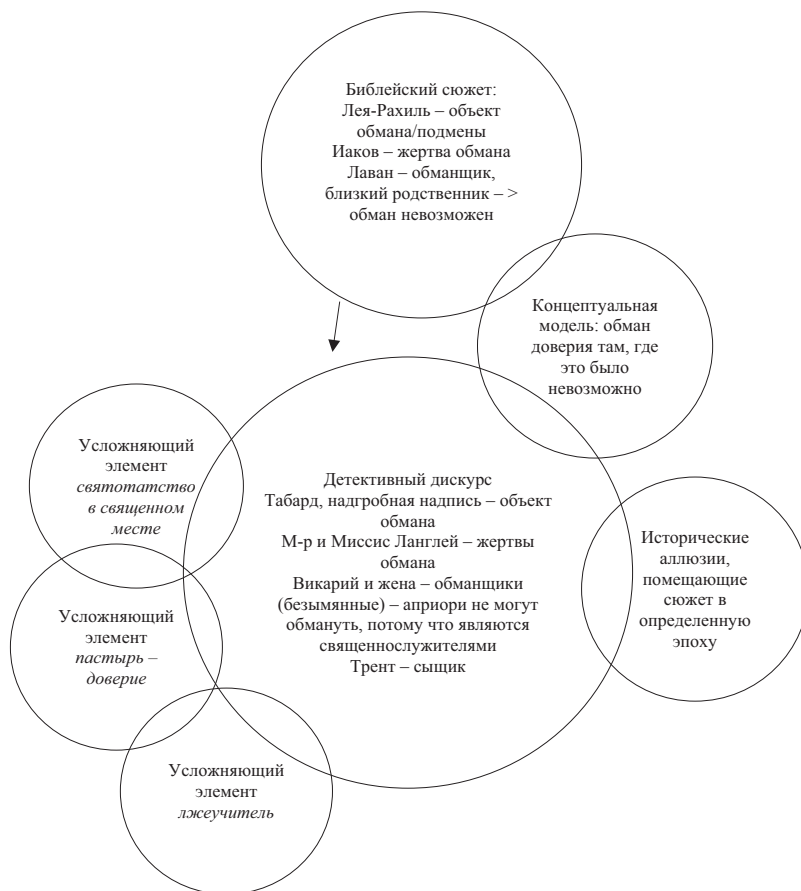 Библейский сюжет:
Лея-Рахиль – объект
обмана/подмены
Иаков – жертва обмана
Лаван – обманщик,
близкий родственник – >
обман невозможен
Концептуальная
модель: обман
доверия там, где
это было
невозможно
Усложняющий
элемент
святотатство
в священном
месте
Детективный дискурс
Табард, надгробная надпись – объект
обмана
М-р и Миссис Ланглей – жертвы
обмана
Викарий и жена – обманщики
(безымянные) – априори не могут
обмануть, потому что являются
священнослужителями
Трент – сыщик
Исторические
аллюзии,
помещающие
сюжет в
определенную
эпоху
Усложняющий
элемент
пастырь –
доверие
Усложняющий
элемент
лжеучитель